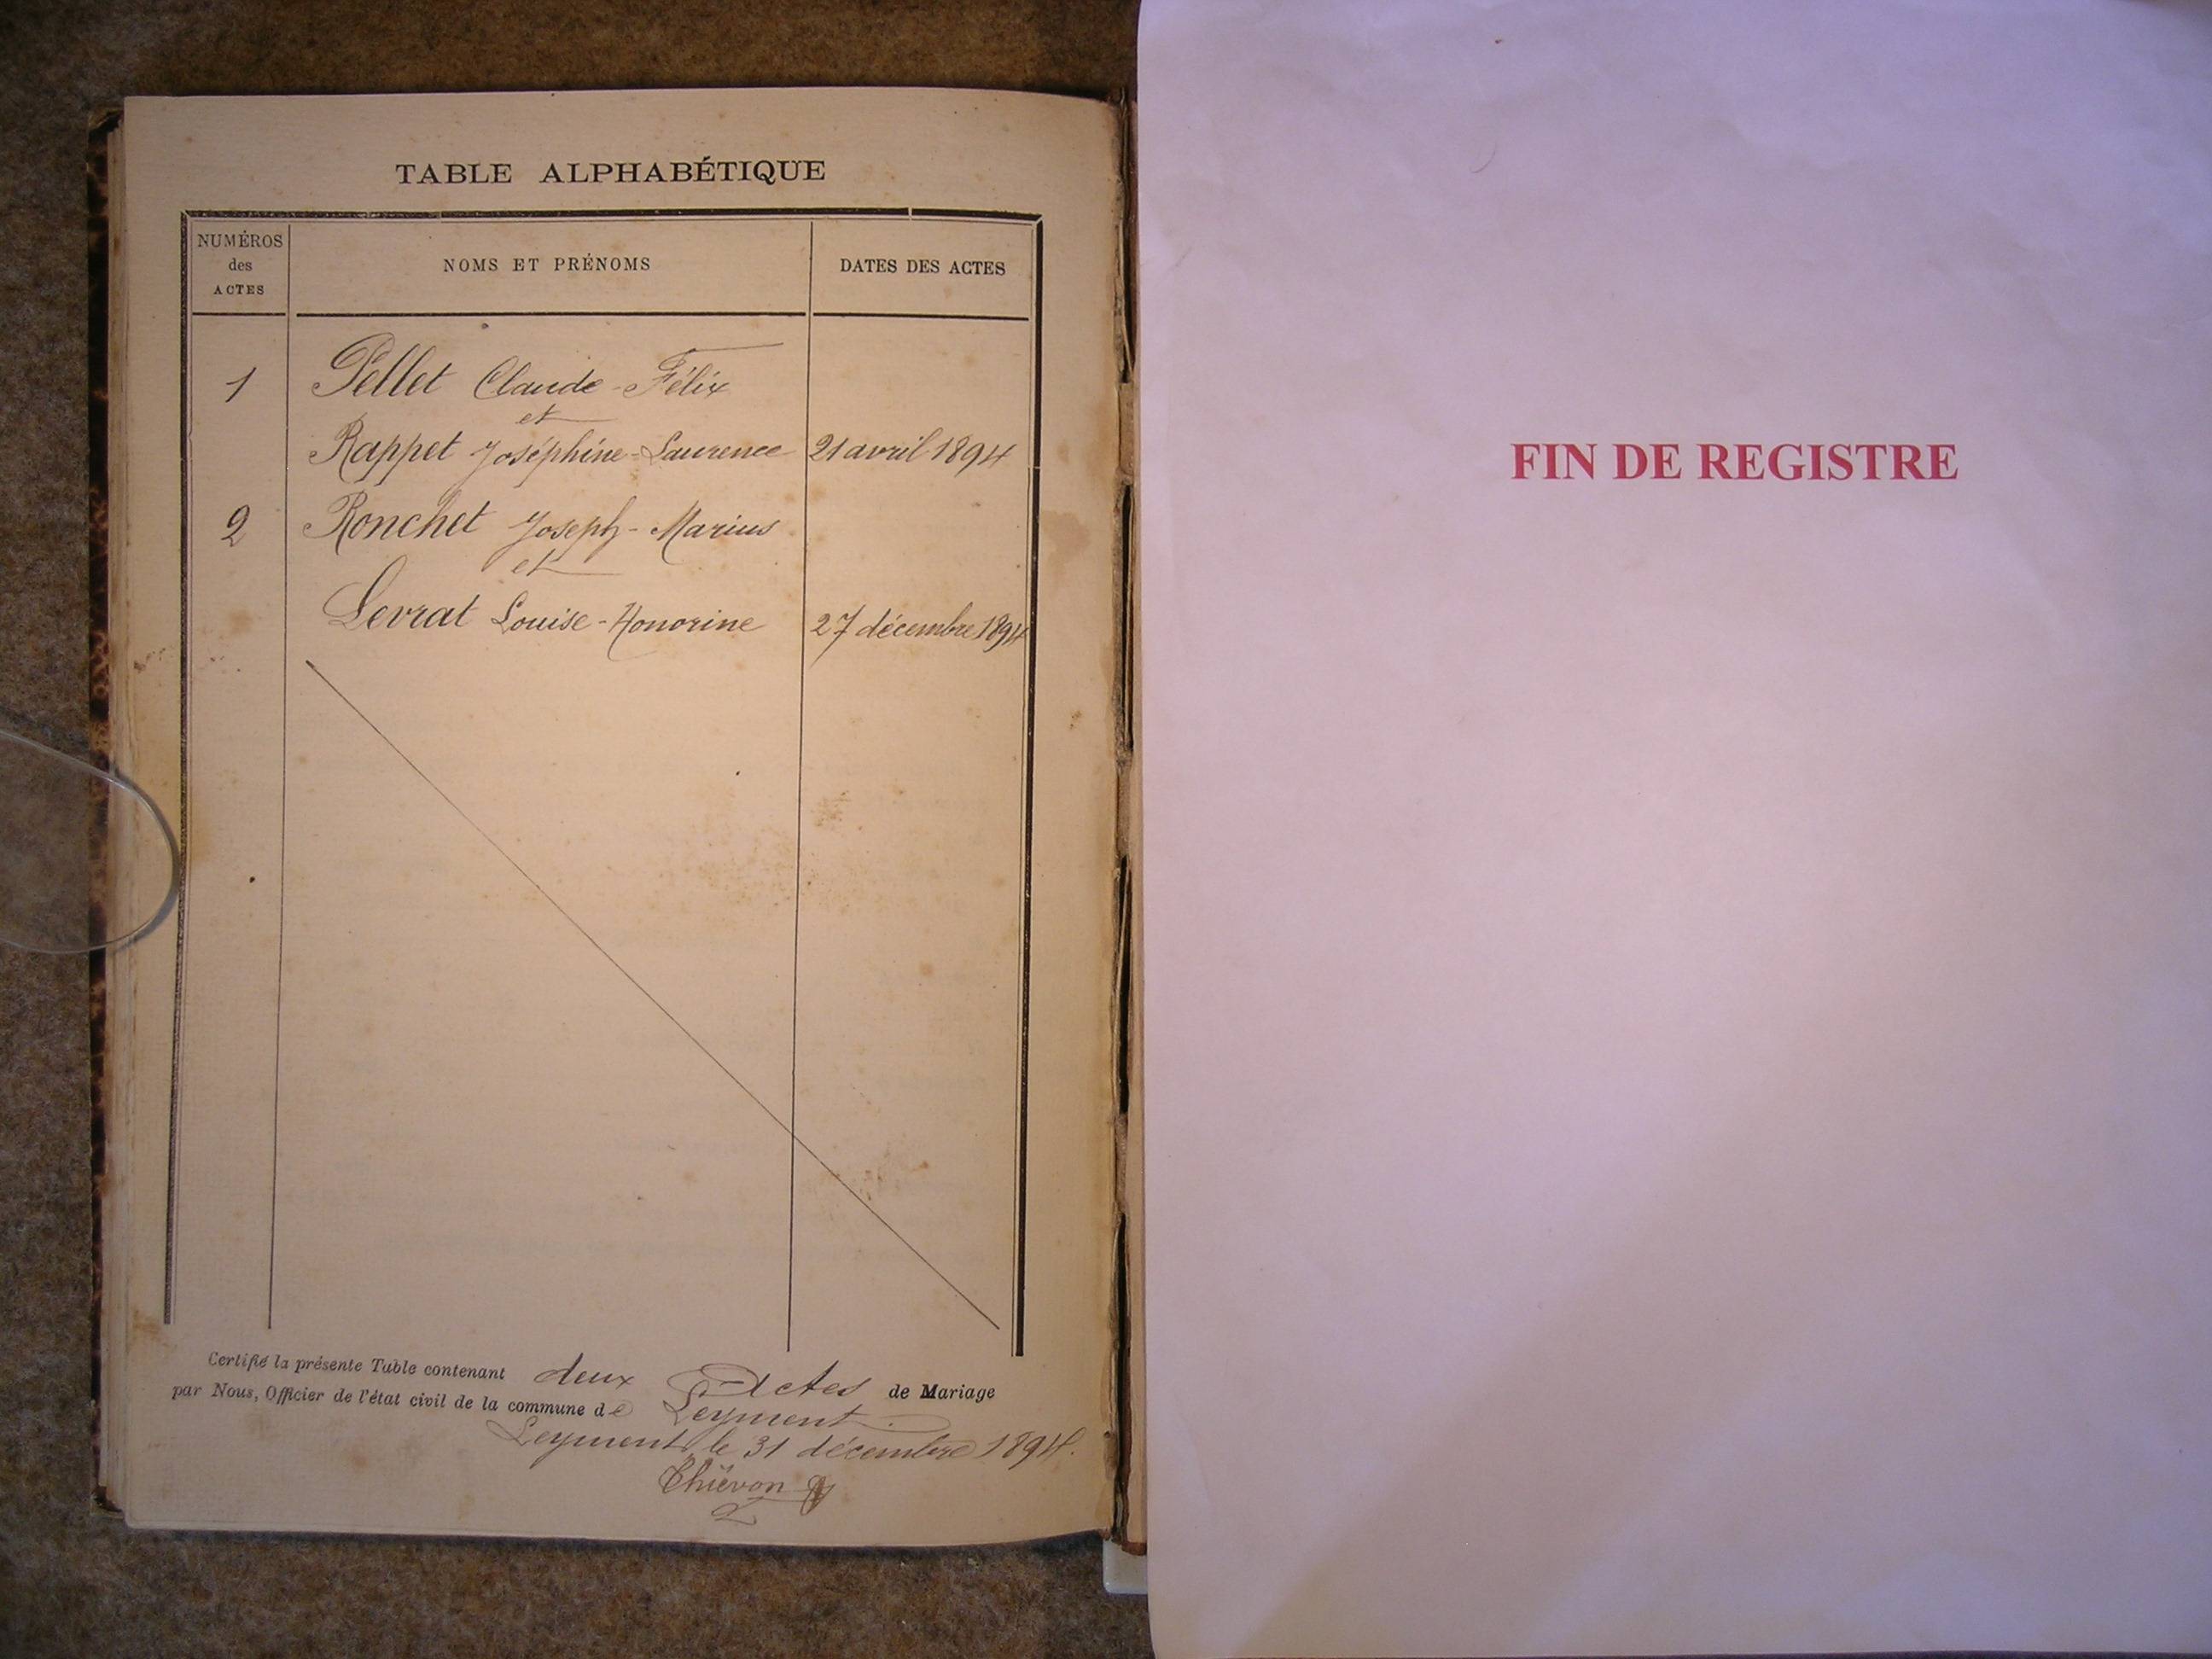 TABLE ALPHABÉTIQUE
NUMÉROS
des
ACTES
NOMS ET PRÉNOMS
DATES DES ACTES
1 Pellet Claude-Félix
et
Rappet Joséphine-Laurence 21 avril 1894
2 Ronchet Joseph-Marius
et
Levrat Louise-Honorine 27 décembre 1894
Certifié la présente Table contenant deux Actes de Mariage
par Nous, Officier de l'état civil de la commune de Leyment.
Leyment le 31 décembre 1894.
FIN DE REGISTRE